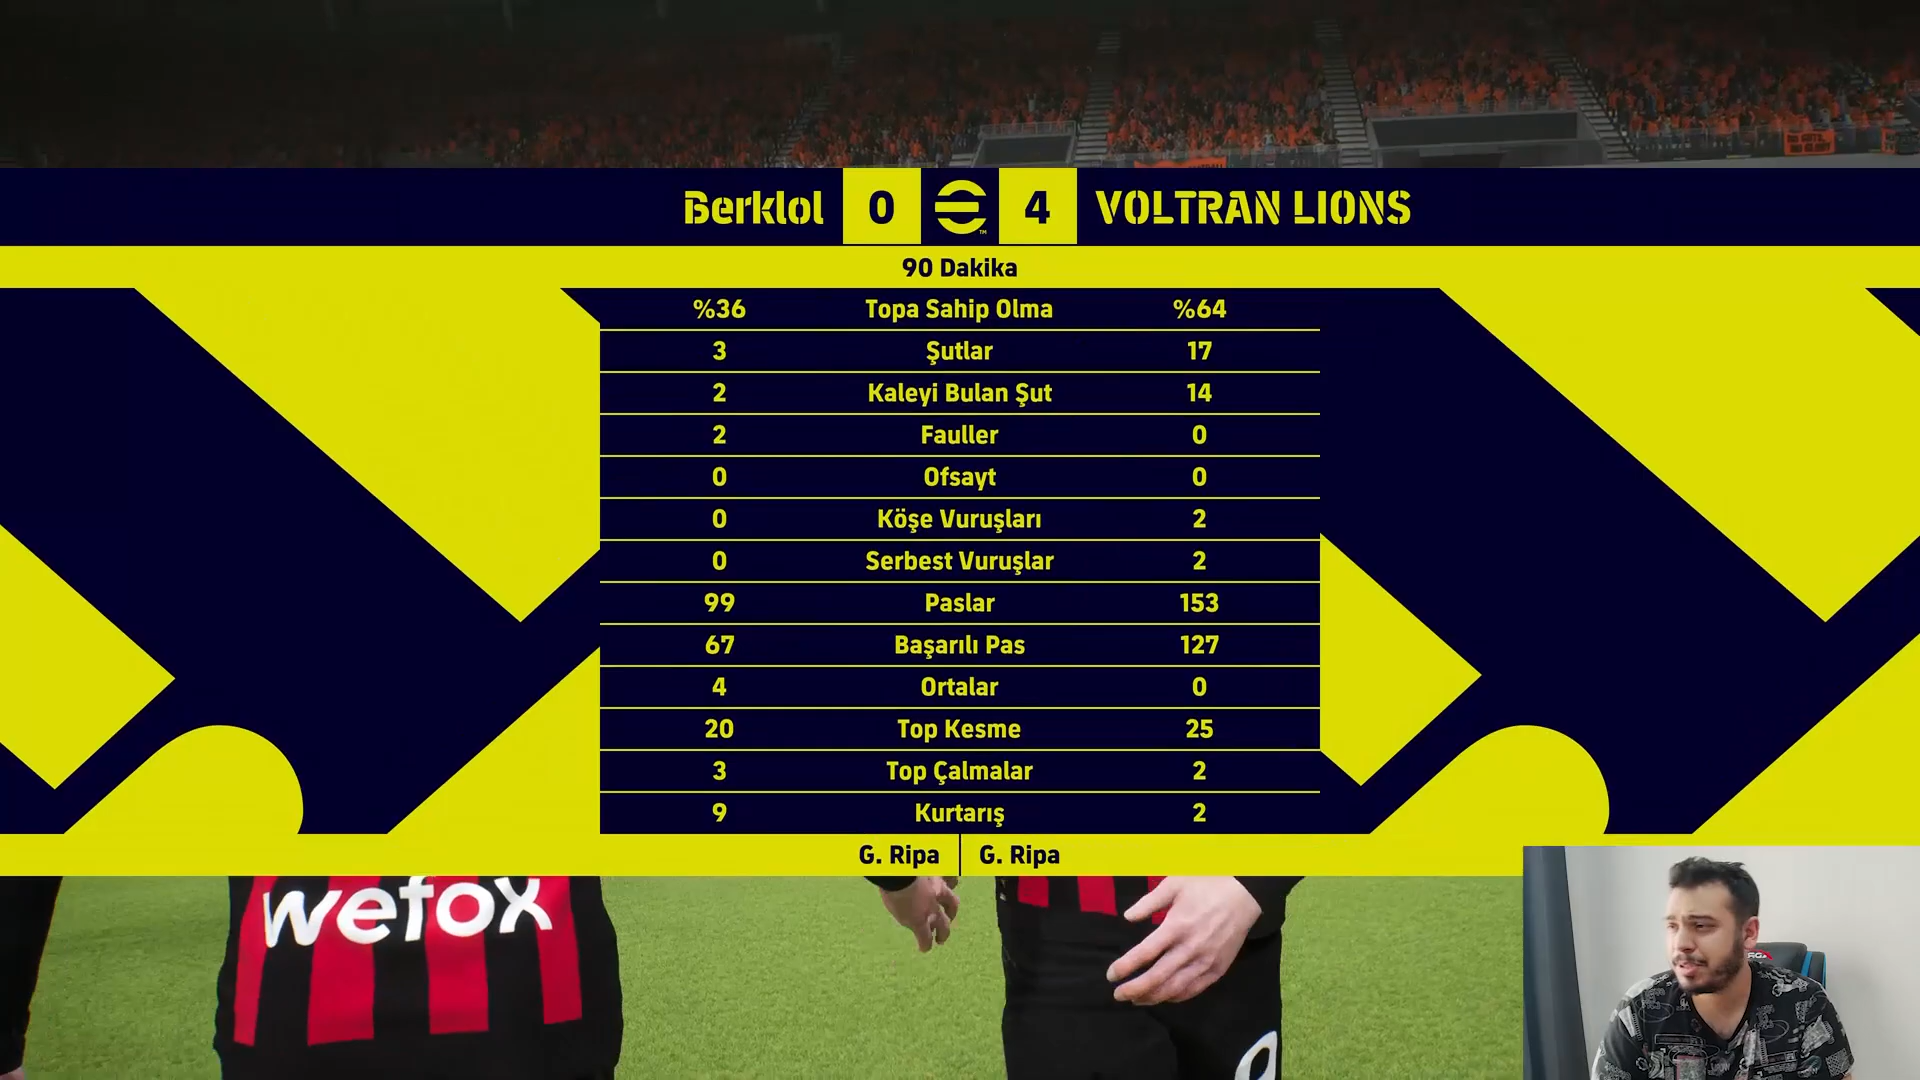 Berklol 0 4 VOLTRAN LIONS
90 Dakika
%36 Topa Sahip Olma %64
3 Şutlar 17
2 Kaleyi Bulan Şut 14
2 Fauller 0
0 Ofsayt 0
0 Köşe Vuruşları 2
0 Serbest Vuruşlar 2
99 Paslar 153
67 Başarılı Pas 127
4 Ortalar 0
20 Top Kesme 25
3 Top Çalmalar 2
9 Kurtarış 2
G. Ripa G. Ripa
wefox